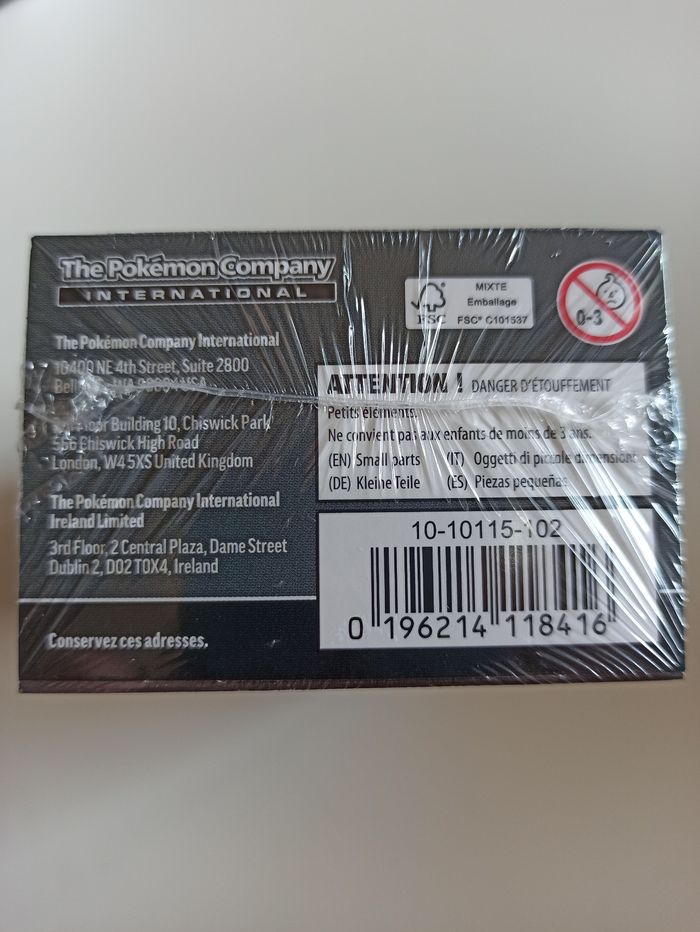 The Pokémon Company
INTERNATIONAL
MIXTE
Emballage
FSC
FSC® C101537
0-3
The Pokémon Company International
10400 NE 4th Street, Suite 2800
WA USA
Floor Building 10, Chiswick Park
566 Chiswick High Road
London, W4 5XS United Kingdom
The Pokémon Company International
Ireland Limited
3rd Floor, 2 Central Plaza, Dame Street
Dublin 2, D02 T0X4, Ireland
Conservez ces adresses.
ATTENTION ! DANGER D'ÉTOUFFEMENT
Petits éléments.
Ne convient pas aux enfants de moins de 3 ans.
(EN) Small parts (IT) Oggetti di piccole dimensioni
(DE) Kleine Teile (ES) Piezas pequeñas
10-10115-102
0 196214 118416